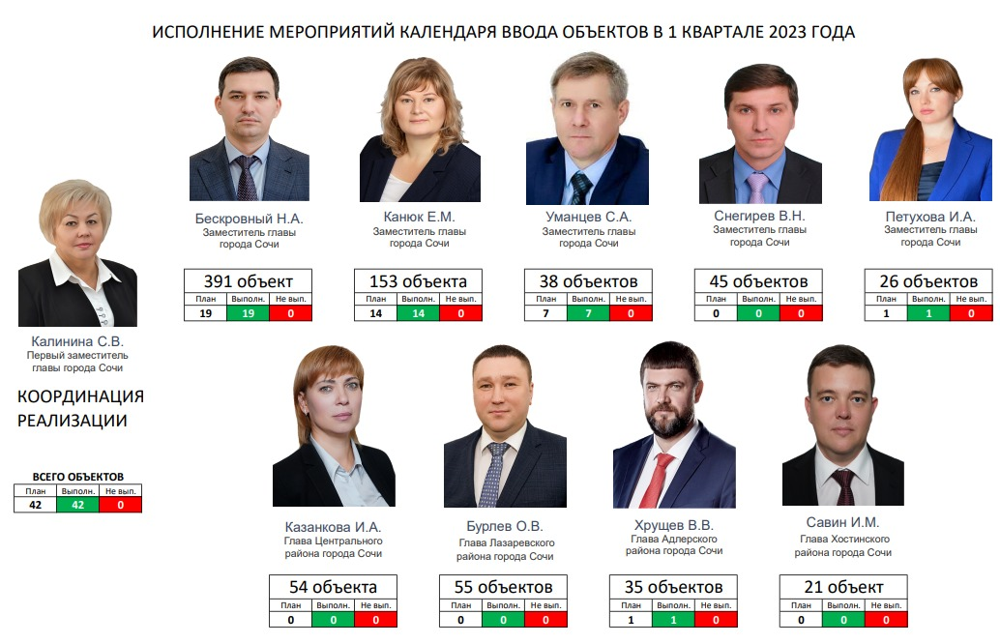 ИСПОЛНЕНИЕ МЕРОПРИЯТИЙ КАЛЕНДАРЯ ВВОДА ОБЪЕКТОВ В 1 КВАРТАЛЕ 2023 ГОДА
Калинина С.В.
Первый заместитель
главы города Сочи
КООРДИНАЦИЯ
РЕАЛИЗАЦИИ
ВСЕГО ОБЪЕКТОВ
План Выполн. Не вып.
42 42 0
Бескровный Н.А.
Заместитель главы
города Сочи
391 объект
План Выполн. Не вып.
19 19 0
Канюк Е.М.
Заместитель главы
города Сочи
153 объекта
План Выполн. Не вып.
14 14 0
Уманцев С.А.
Заместитель главы
города Сочи
38 объектов
План Выполн. Не вып.
7 7 0
Снегирев В.Н.
Заместитель главы
города Сочи
45 объектов
План Выполн. Не вып.
0 0 0
Петухова И.А.
Заместитель главы
города Сочи
26 объектов
План Выполн. Не вып.
1 1 0
Казанкова И.А.
Глава Центрального
района города Сочи
54 объекта
План Выполн. Не вып.
0 0 0
Бурлев О.В.
Глава Лазаревского
района города Сочи
55 объектов
План Выполн. Не вып.
0 0 0
Хрущев В.В.
Глава Адлерского
района города Сочи
35 объектов
План Выполн. Не вып.
1 1 0
Савин И.М.
Глава Хостинского
района города Сочи
21 объект
План Выполн. Не вып.
0 0 0